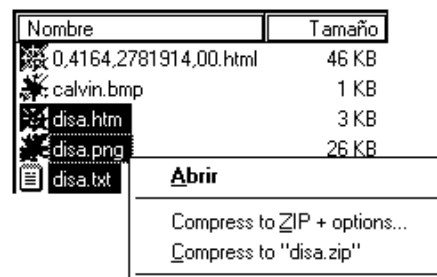 Nombre Tamaño
0,4164,2781914,00.html 46 KB
calvin.bmp 1 KB
disa.htm 3 KB
disa.png 26 KB
disa.txt
Abrir
Compress to ZIP + options...
Compress to "disa.zip"